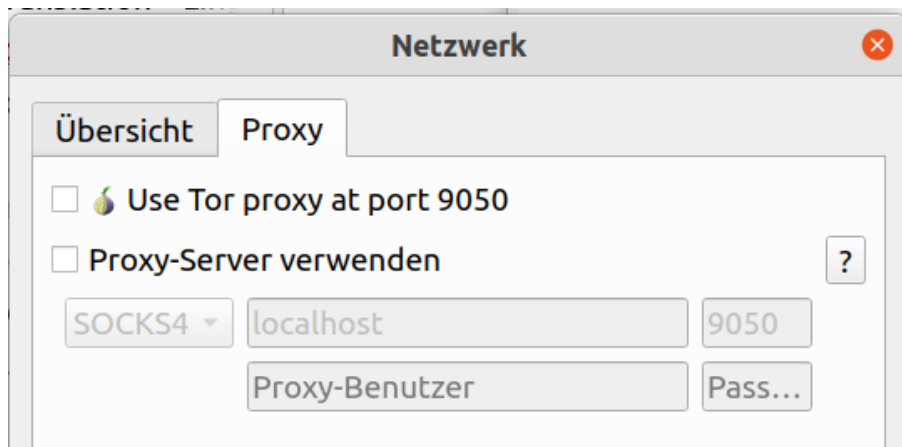 Netzwerk
Übersicht Proxy
Use Tor proxy at port 9050
Proxy-Server verwenden ?
SOCKS4 localhost 9050
Proxy-Benutzer Pass...